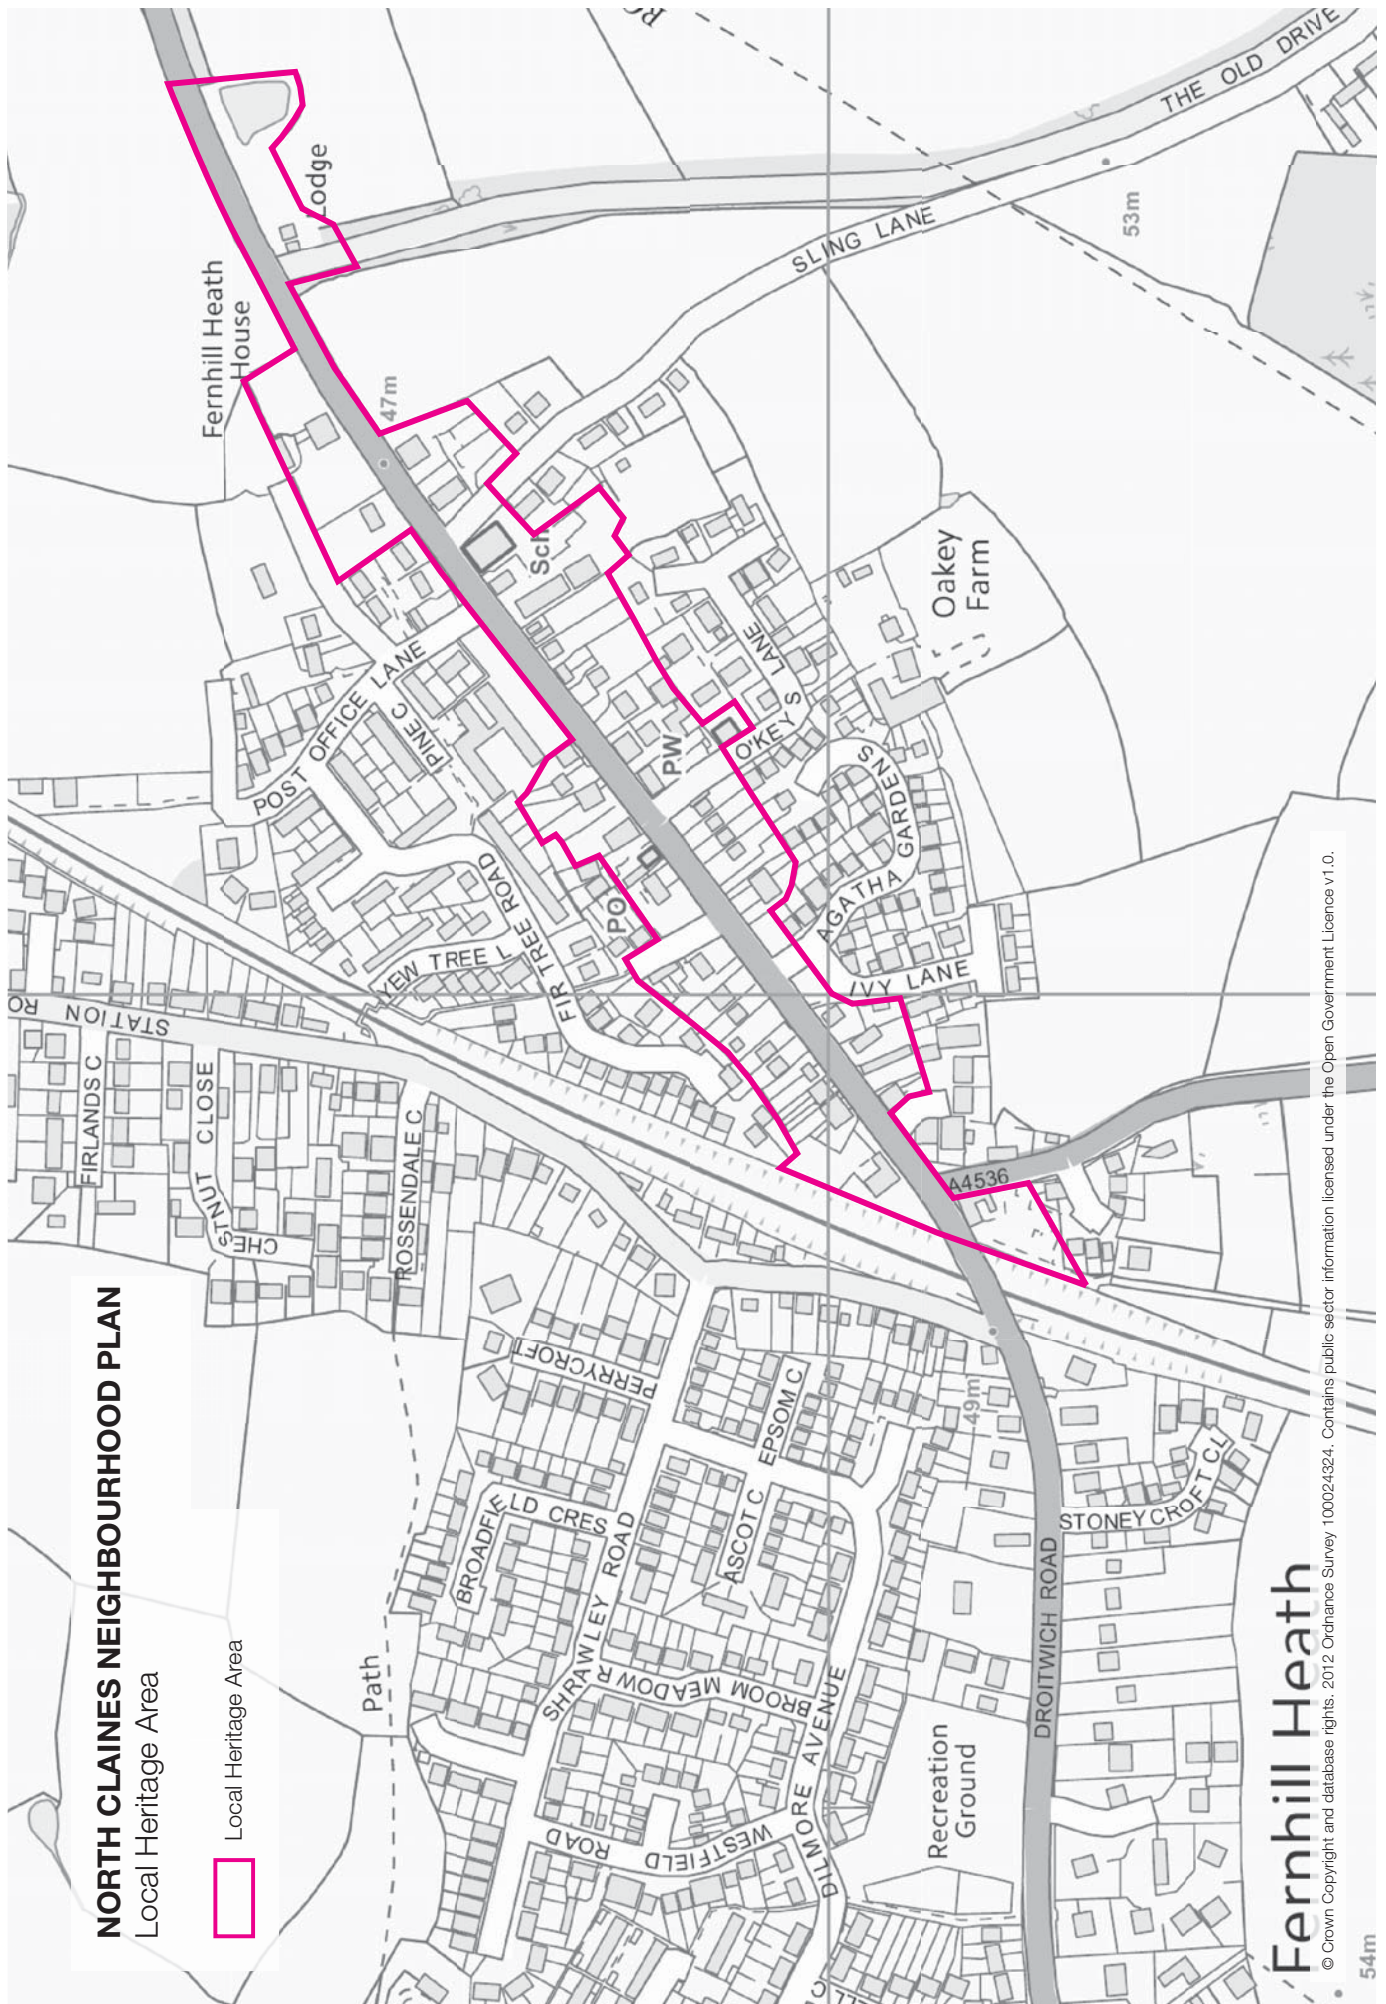 NORTH CLAINES NEIGHBOURHOOD PLAN
Local Heritage Area
Local Heritage Area
Path
STATION RO
FIRLANDS C
CHESTNUT CLOSE
ROSSENDALE C
YEW TREE
FIR TREE ROAD
POST OFFICE LANE
PINE C
Fernhill Heath
House
Lodge
47m
Sch
PW
PO
O'KEYS LANE
AGATHA GARDENS
IVY LANE
Oakey
Farm
SLING LANE
THE OLD DRIVE
53m
A4536
PERRYCROFT
BROADFIELD CRES
SHRAWLEY ROAD
EPSOM C
ASCOT C
BROOM MEADOW R
WESTFIELD ROAD
DILMORE AVENUE
49m
Recreation
Ground
DROITWICH ROAD
STONEYCROFT CL
Fernhill Heath
54m
© Crown Copyright and database rights. 2012 Ordnance Survey 100024324. Contains public sector information licensed under the Open Government Licence v1.0.